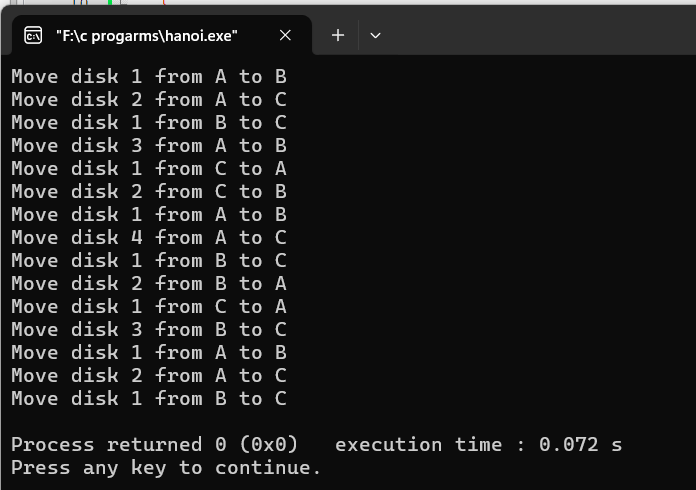 "F:\c progarms\hanoi.exe"
Move disk 1 from A to B
Move disk 2 from A to C
Move disk 1 from B to C
Move disk 3 from A to B
Move disk 1 from C to A
Move disk 2 from C to B
Move disk 1 from A to B
Move disk 4 from A to C
Move disk 1 from B to C
Move disk 2 from B to A
Move disk 1 from C to A
Move disk 3 from B to C
Move disk 1 from A to B
Move disk 2 from A to C
Move disk 1 from B to C
Process returned 0 (0x0)   execution time : 0.072 s
Press any key to continue.